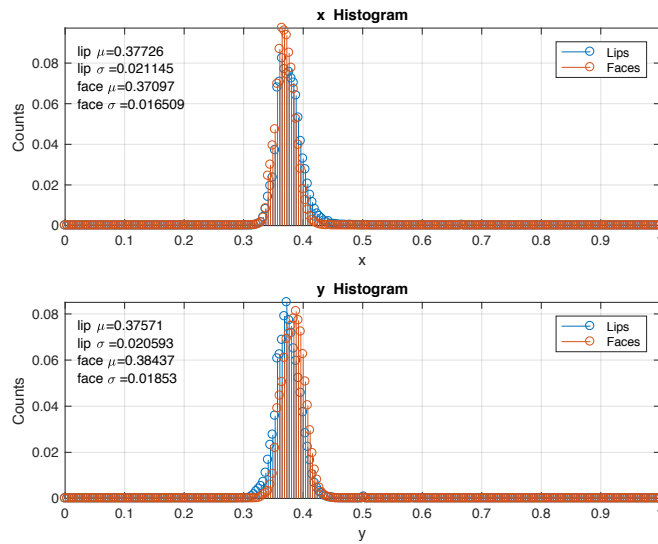 x Histogram
lip μ=0.37726
lip σ =0.021145
face μ=0.37097
face σ =0.016509
Lips
Faces
Counts
0.08
0.06
0.04
0.02
0
0 0.1 0.2 0.3 0.4 0.5 0.6 0.7 0.8 0.9
x
y Histogram
lip μ=0.37571
lip σ =0.020593
face μ=0.38437
face σ =0.01853
Lips
Faces
Counts
0.08
0.06
0.04
0.02
0
0 0.1 0.2 0.3 0.4 0.5 0.6 0.7 0.8 0.9
y